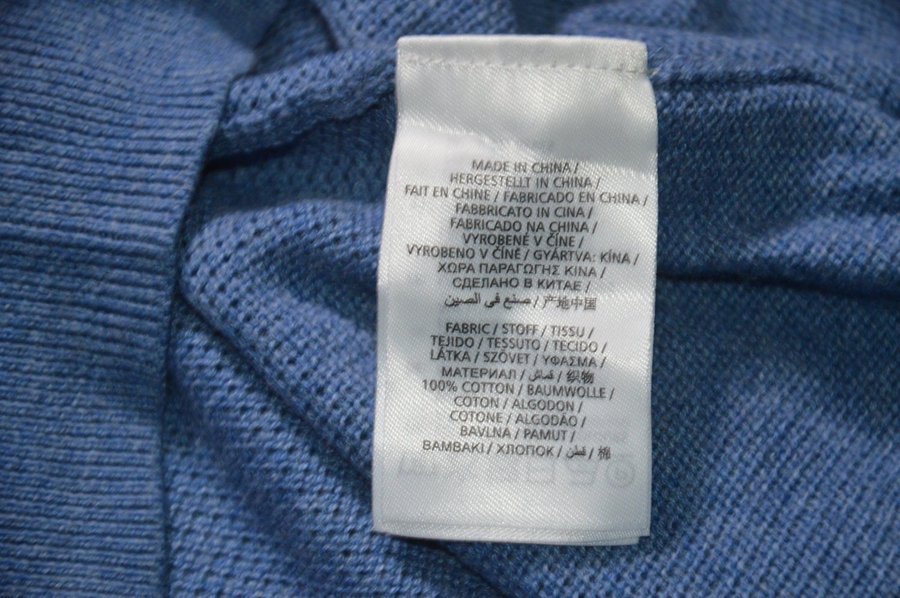 MADE IN CHINA /
HERGESTELLT IN CHINA /
FAIT EN CHINE / FABRICADO EN CHINA /
FABBRICATO IN CINA /
FABRICADO NA CHINA /
VYROBENÉ V ČÍNE /
VYROBENO V ČÍNĚ / GYÁRTVA: KÍNA /
ΧΩΡΑ ΠΑΡΑΓΩΓΗΣ ΚΙΝΑ /
СДЕЛАНО В КИТАЕ /
صنع في الصين / 产地中国
FABRIC / STOFF / TISSU /
TEJIDO / TESSUTO / TECIDO /
LÁTKA / SZÖVET / ΥΦΑΣΜΑ /
МАТЕРИАЛ / قماش / 织物
100% COTTON / BAUMWOLLE /
COTON / ALGODON /
COTONE / ALGODÃO /
BAVLNA / PAMUT /
BAMBAKI / ХЛОПОК / قطن / 棉